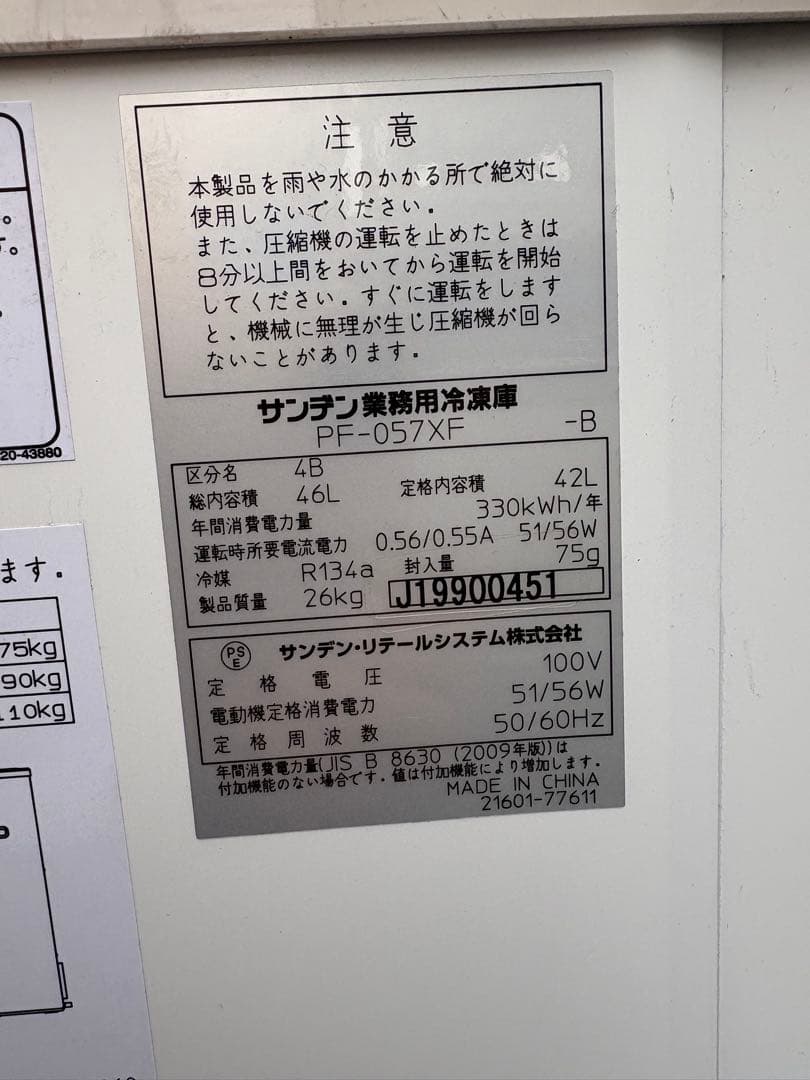 注 意
本製品を雨や水のかかる所で絶対に
使用しないでください.
また、圧縮機の運転を止めたときは
8分以上間をおいてから運転を開始
してください.すぐに運転をします
と、機械に無理が生じ圧縮機が回ら
ないことがあります.
サンデン業務用冷凍庫
PF-057XF -B
区分名 4B
総内容積 46L 定格内容積 42L
年間消費電力量 330kWh/年
運転時所要電流電力 0.56/0.55A 51/56W
冷媒 R134a 封入量 75g
製品質量 26kg J19900451
PS E サンデン・リテールシステム株式会社
定格電圧 100V
電動機定格消費電力 51/56W
定格周波数 50/60Hz
年間消費電力量(JIS B 8630 (2009年版))は
付加機能のない場合です.値は付加機能により増加します.
MADE IN CHINA
21601-77611
。
す。
20-43880
ます.
75kg
90kg
110kg